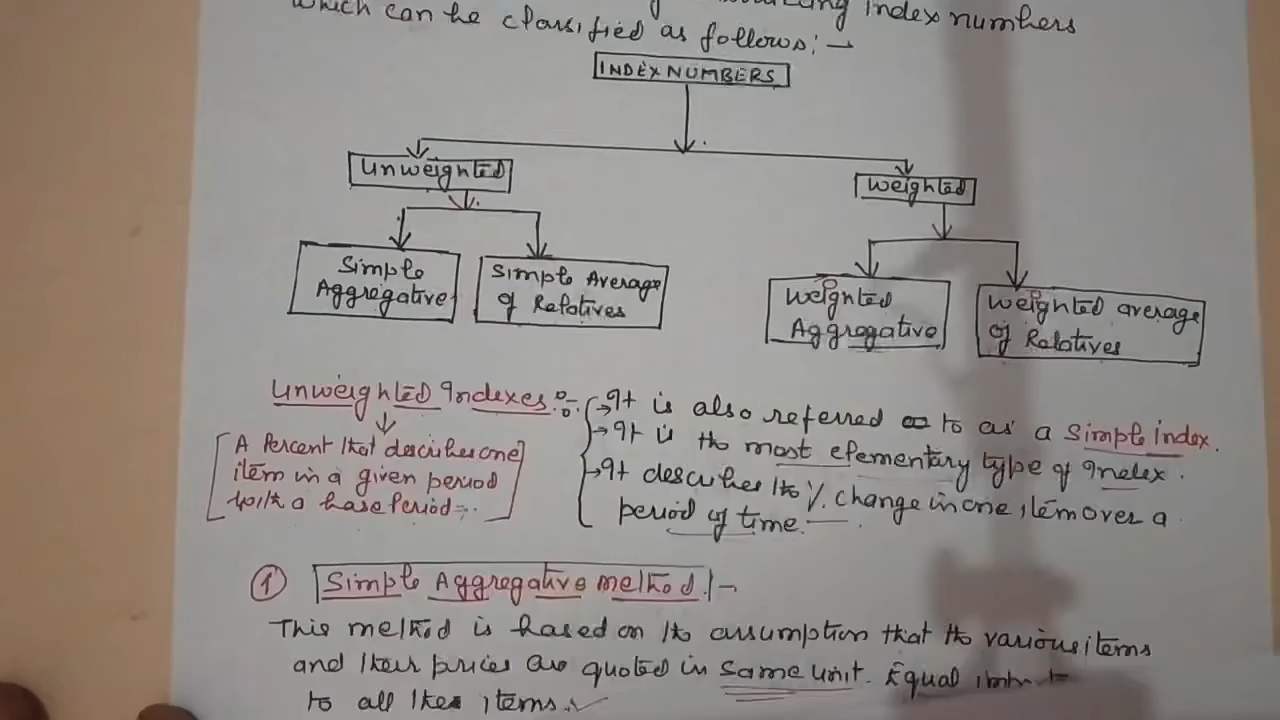 index numbers
which can be classified as follows:-
INDEX NUMBERS
Unweighted
Weighted
Simple
Aggregative
Simple Average
of Relatives
Weighted
Aggregative
Weighted average
of Relatives
Unweighted Indexes:-
A Percent that describes one
item in a given period
with a base Period-
→ It is also referred to as a simple index.
→ It is the most elementary type of Index.
→ It describes the % change in one item over a
period of time.
① Simple Aggregative method:-
This method is based on the assumption that the various items
and their prices are quoted in same unit. Equal
to all the items.